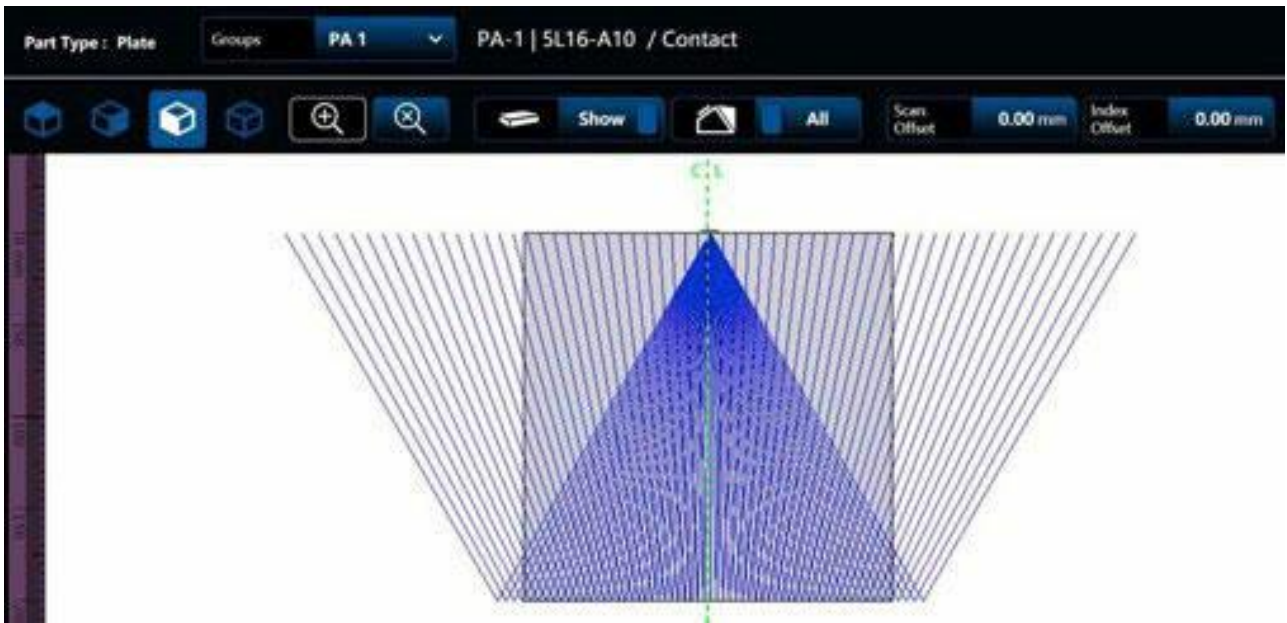 Part Type : Plate
Groups
PA 1
PA-1 | 5L16-A10 / Contact
Show
All
Scan
Offset
0.00 mm
Index
Offset
0.00 mm
C L